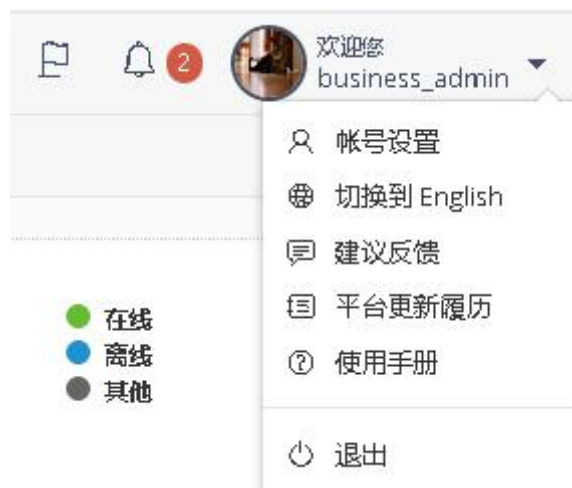 2
欢迎您
business_admin
帐号设置
切换到 English
建议反馈
平台更新履历
使用手册
退出
在线
离线
其他